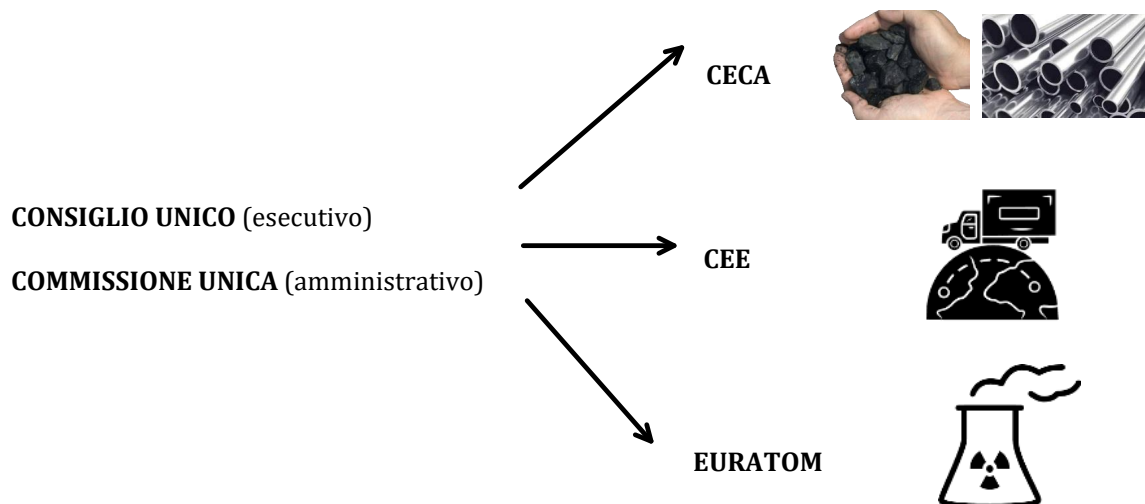 CECA
CONSIGLIO UNICO (esecutivo)
CEE
COMMISSIONE UNICA (amministrativo)
EURATOM